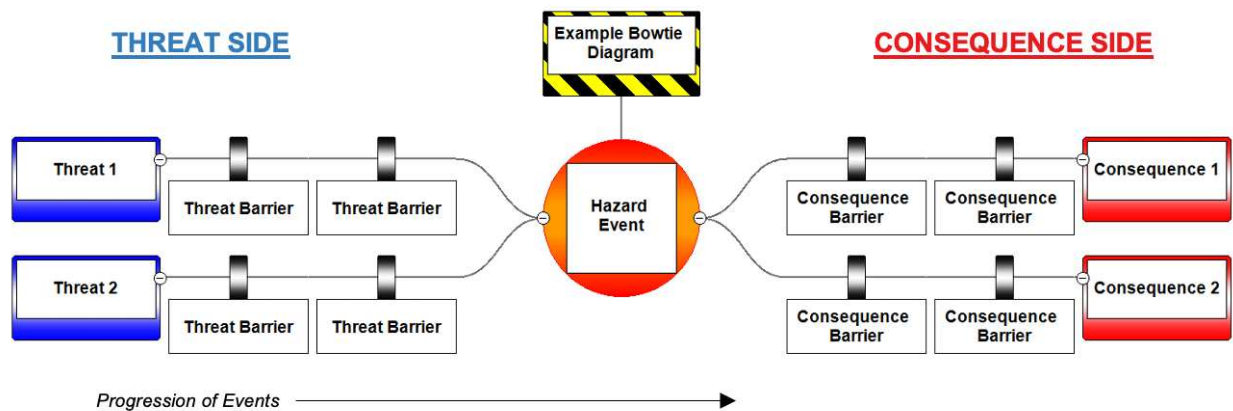 THREAT SIDE
Example Bowtie
Diagram
CONSEQUENCE SIDE
Threat 1
Threat Barrier
Threat Barrier
Hazard
Event
Consequence
Barrier
Consequence
Barrier
Consequence 1
Threat 2
Threat Barrier
Threat Barrier
Consequence
Barrier
Consequence
Barrier
Consequence 2
Progression of Events